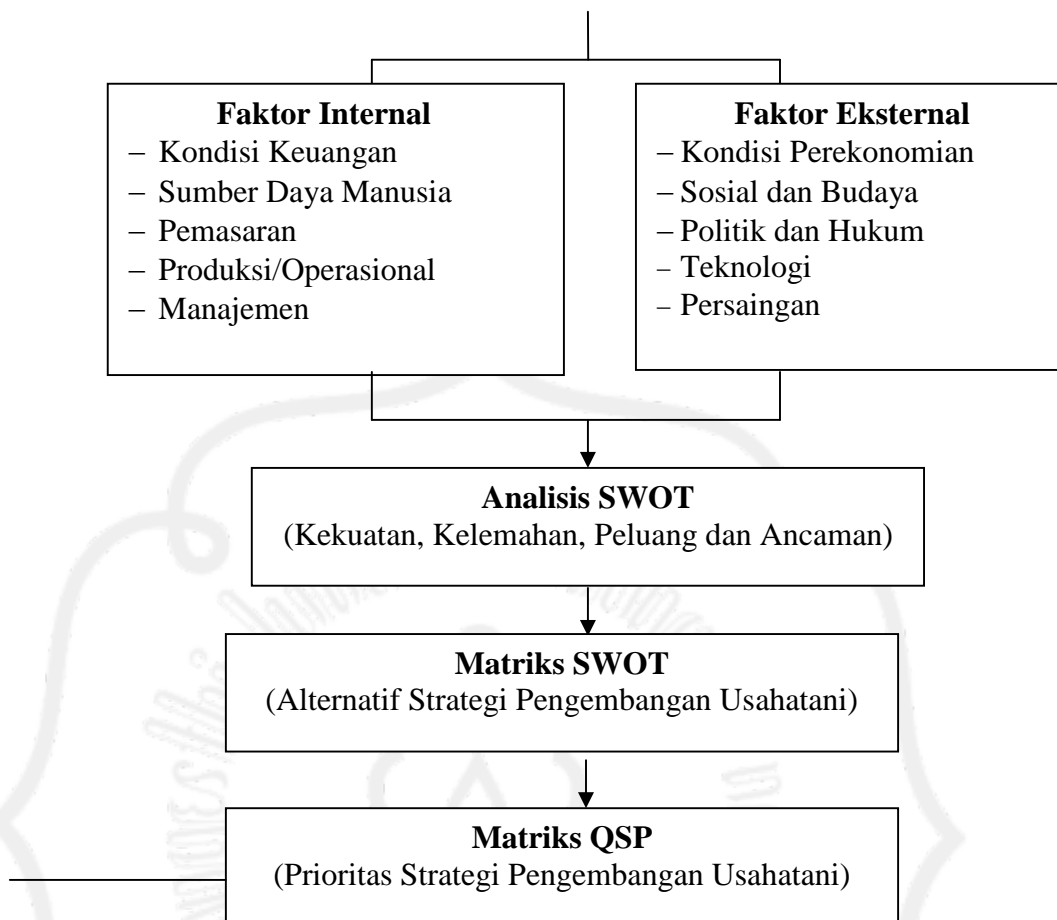 Faktor Internal
– Kondisi Keuangan
– Sumber Daya Manusia
– Pemasaran
– Produksi/Operasional
– Manajemen
Faktor Eksternal
– Kondisi Perekonomian
– Sosial dan Budaya
– Politik dan Hukum
– Teknologi
– Persaingan
Analisis SWOT
(Kekuatan, Kelemahan, Peluang dan Ancaman)
Matriks SWOT
(Alternatif Strategi Pengembangan Usahatani)
Matriks QSP
(Prioritas Strategi Pengembangan Usahatani)